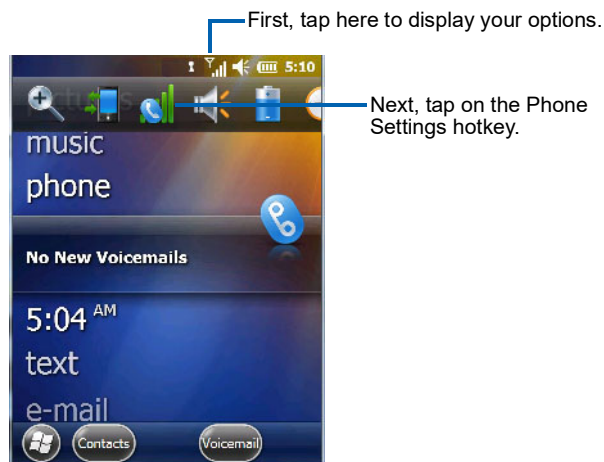 First, tap here to display your options.
5:10
pictures
Next, tap on the Phone
Settings hotkey.
music
phone
No New Voicemails
5:04 AM
text
e-mail
Contacts
Voicemail